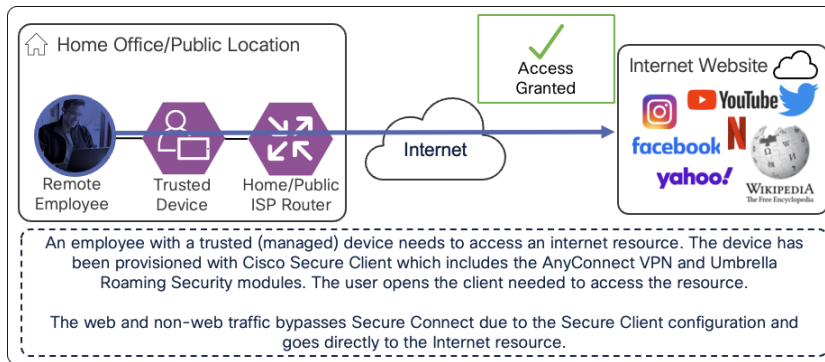 Home Office/Public Location
Access
Granted
Internet Website
YouTube
facebook
N
yahoo!
WIKIPEDIA
The Free Encyclopedia
Internet
Remote
Employee
Trusted
Device
Home/Public
ISP Router
An employee with a trusted (managed) device needs to access an internet resource. The device has
been provisioned with Cisco Secure Client which includes the AnyConnect VPN and Umbrella
Roaming Security modules. The user opens the client needed to access the resource.
The web and non-web traffic bypasses Secure Connect due to the Secure Client configuration and
goes directly to the Internet resource.